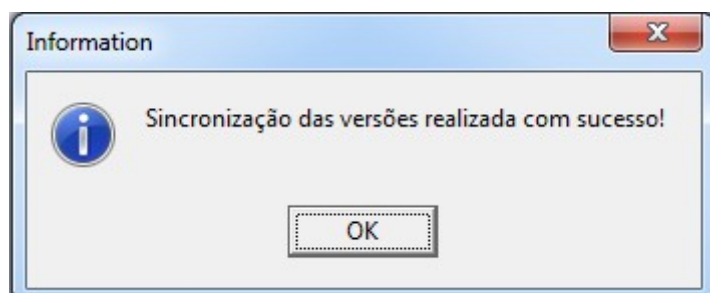 Information
Sincronização das versões realizada com sucesso!
OK